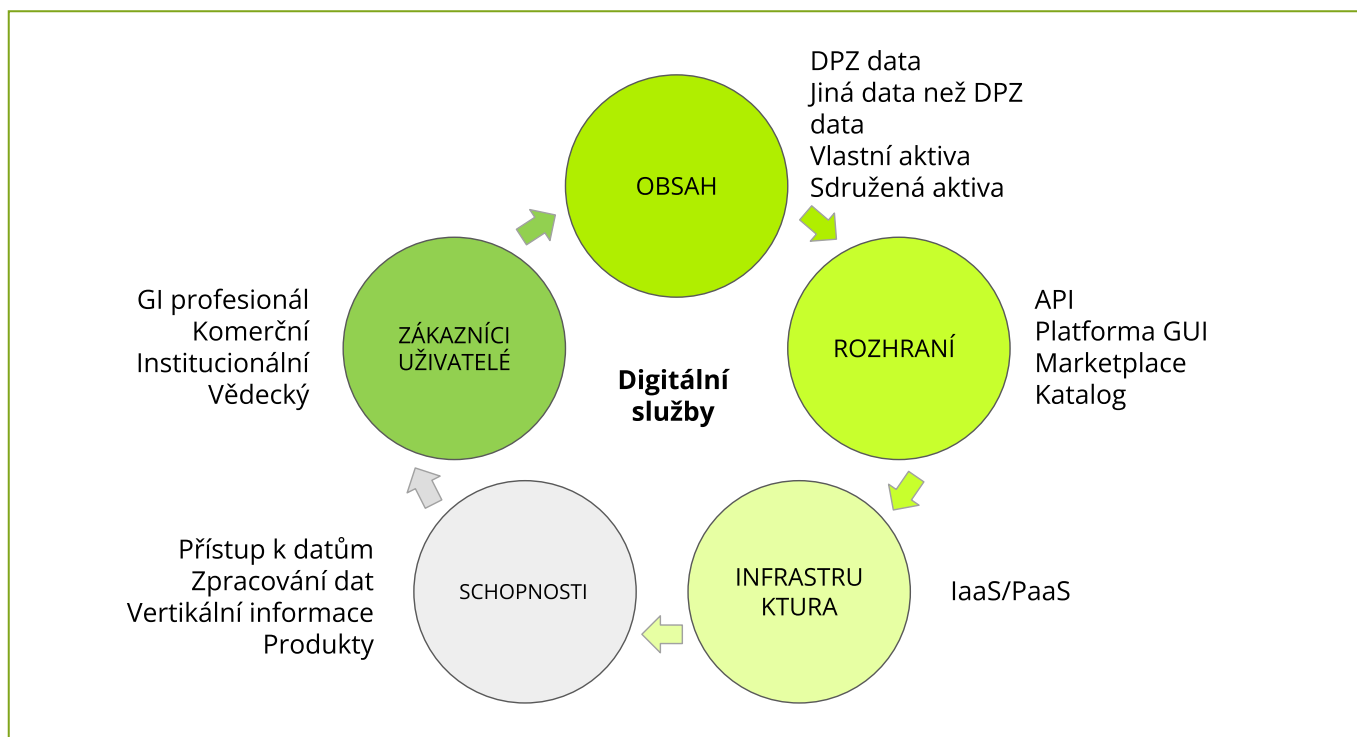 OBSAH
DPZ data
Jiná data než DPZ
data
Vlastní aktiva
Sdružená aktiva
ROZHRANÍ
API
Platforma GUI
Marketplace
Katalog
INFRASTRU
KTURA
IaaS/PaaS
SCHOPNOSTI
Přístup k datům
Zpracování dat
Vertikální informace
Produkty
ZÁKAZNÍCI
UŽIVATELÉ
GI profesionál
Komerční
Institucionální
Vědecký
Digitální
služby